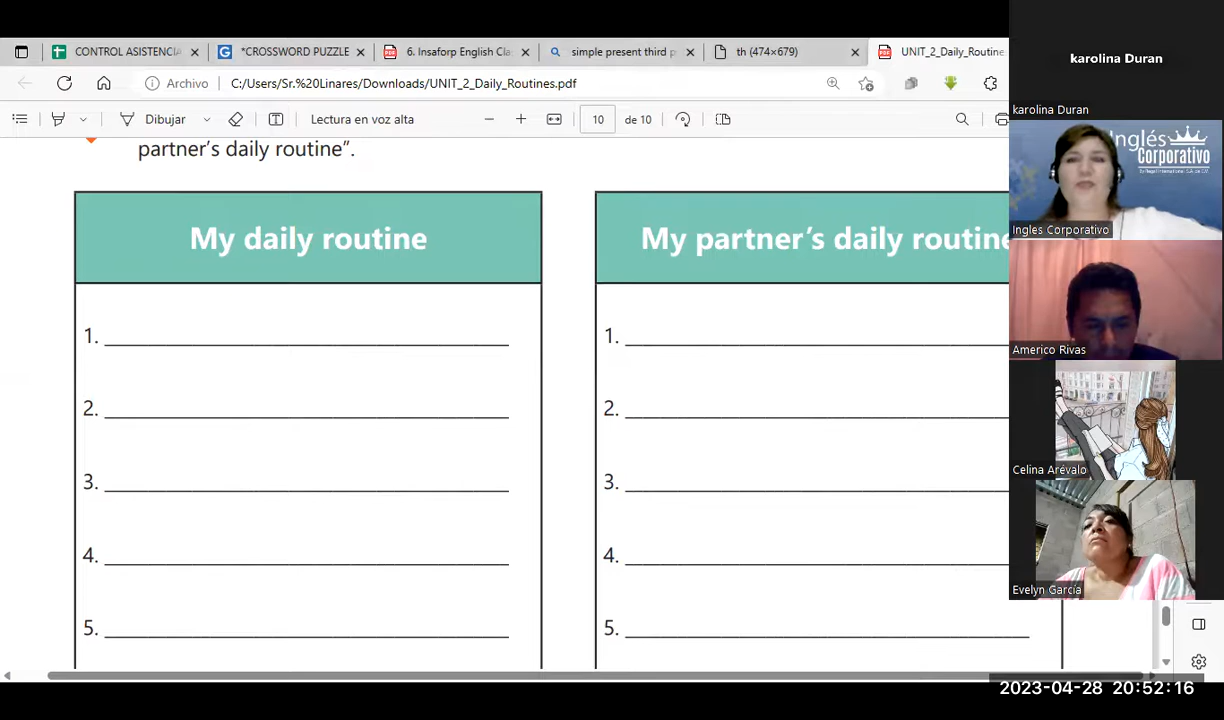 CONTROL ASISTENCIA
*CROSSWORD PUZZLE
6. Insaforp English Cla
simple present third p
th (474×679)
UNIT_2_Daily_Routine
Archivo
C:/Users/Sr.%20Linares/Downloads/UNIT_2_Daily_Routines.pdf
Dibujar
Lectura en voz alta
10
de 10
partner's daily routine".
My daily routine
1.
2.
3.
4.
5.
My partner's daily routine
1.
2.
3.
4.
5.
karolina Duran
karolina Duran
Inglés
Corporativo
Ingles Corporativo
Americo Rivas
Celina Arévalo
Evelyn García
2023-04-28 20:52:16